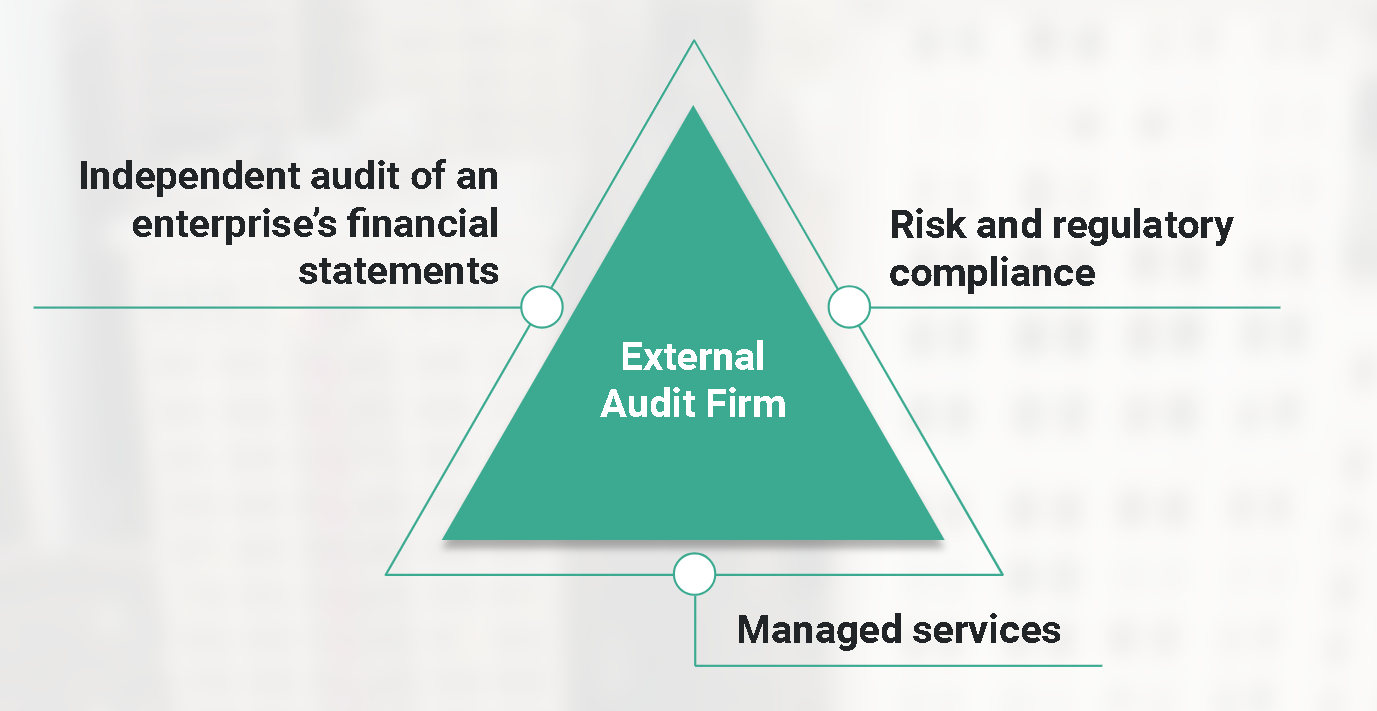 Independent audit of an
enterprise’s financial
statements
Risk and regulatory
compliance
External
Audit Firm
Managed services